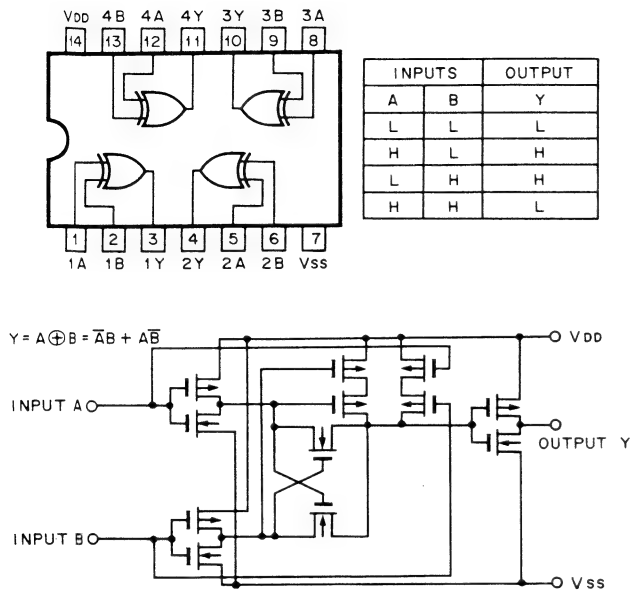 VDD 4B 4A 4Y 3Y 3B 3A
14 13 12 11 10 9 8
1 2 3 4 5 6 7
1A 1B 1Y 2Y 2A 2B VSS
INPUTS OUTPUT
A B Y
L L L
H L H
L H H
H H L
Y = A⊕B = A̅B + AB̅
VDD
INPUT A
OUTPUT Y
INPUT B
VSS